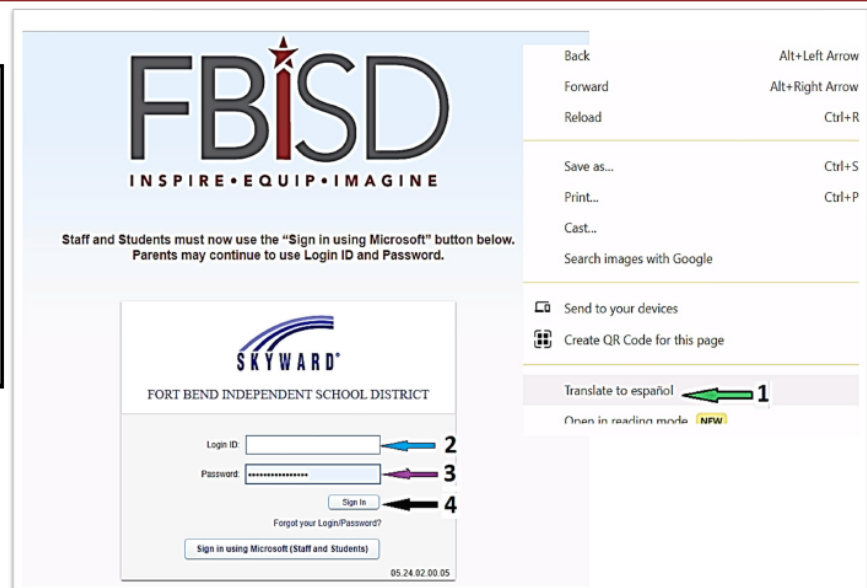 FBISD
INSPIRE•EQUIP•IMAGINE
Staff and Students must now use the “Sign in using Microsoft” button below.
Parents may continue to use Login ID and Password.
SKYWARD®
FORT BEND INDEPENDENT SCHOOL DISTRICT
Login ID:
2
Password: ••••••••••••••••
3
Sign In
4
Forgot your Login/Password?
Sign in using Microsoft (Staff and Students)
05.24.02.00.05
Back Alt+Left Arrow
Forward Alt+Right Arrow
Reload Ctrl+R
Save as... Ctrl+S
Print... Ctrl+P
Cast...
Search images with Google
Send to your devices
Create QR Code for this page
Translate to español 1
Open in reading mode NEW